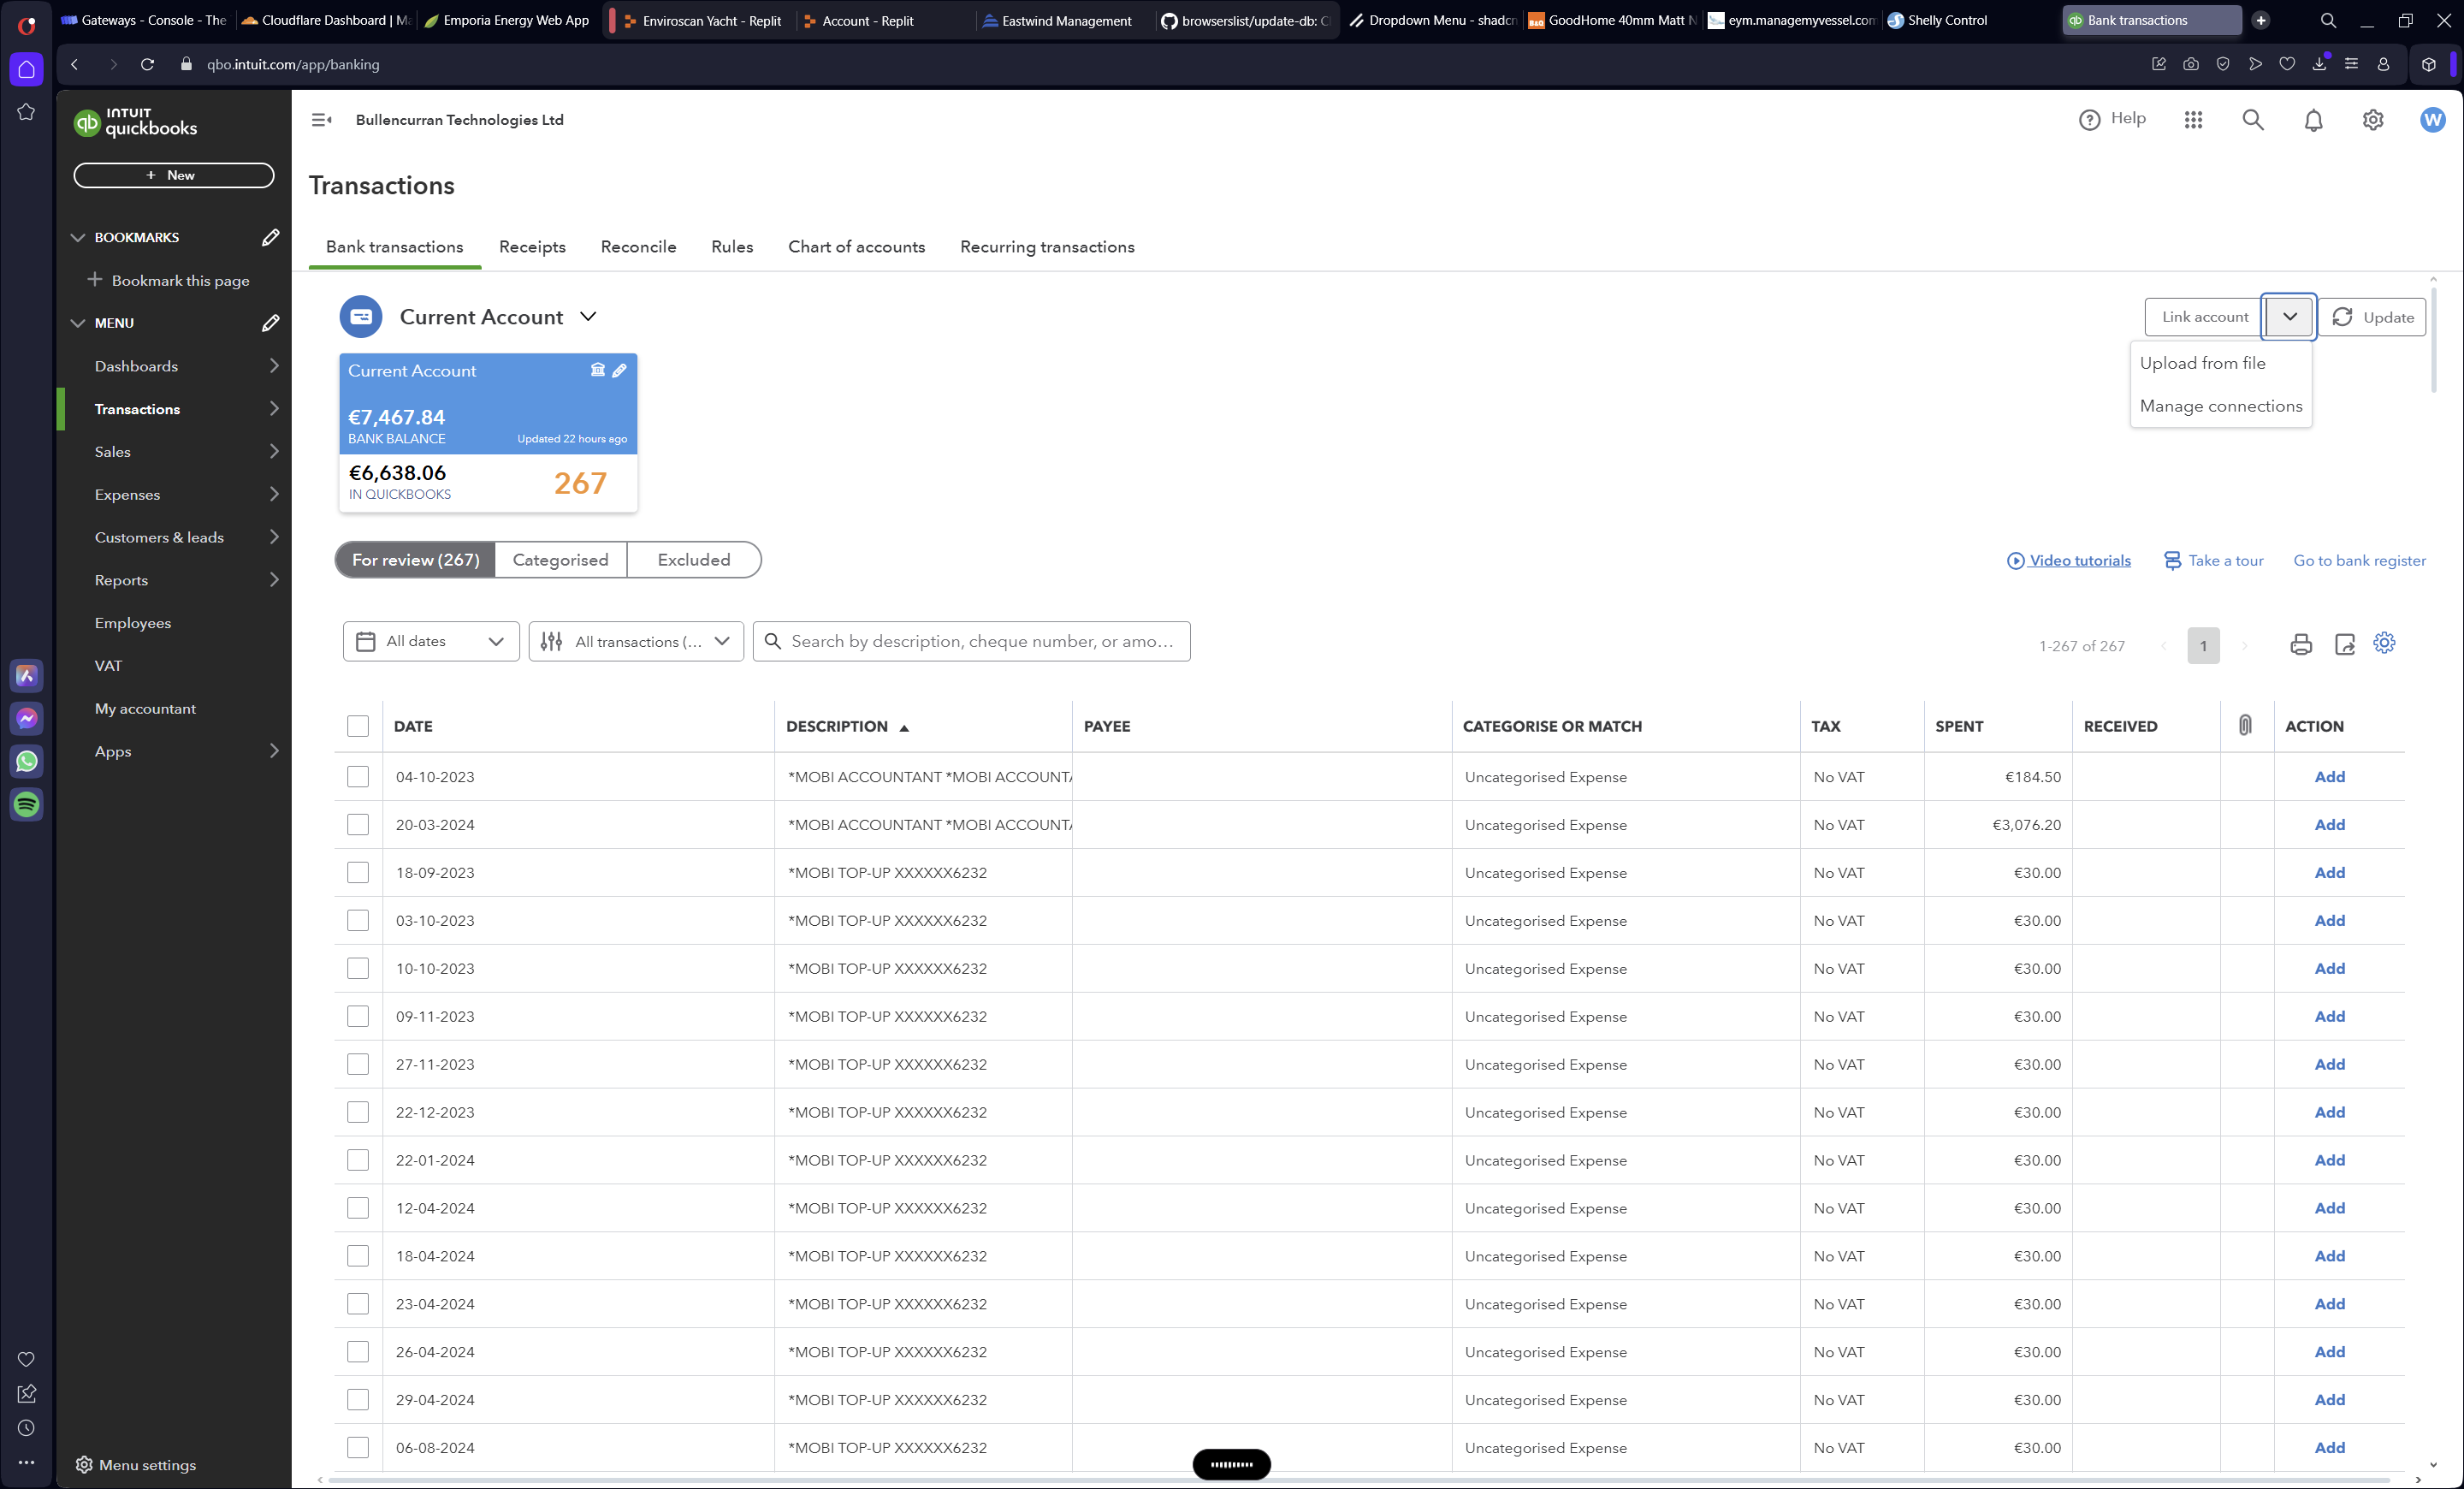 Gateways - Console - The
Cloudflare Dashboard | Ma
Emporia Energy Web App
Enviroscan Yacht - Replit
Account - Replit
Eastwind Management
browserslist/update-db: C
Dropdown Menu - shadcn
GoodHome 40mm Matt N
eym.managemyvessel.com
Shelly Control
Bank transactions
qbo.intuit.com/app/banking
INTUIT
quickbooks
Bullencurran Technologies Ltd
Help
W
+ New
Transactions
BOOKMARKS
Bookmark this page
MENU
Dashboards
Transactions
Sales
Expenses
Customers & leads
Reports
Employees
VAT
My accountant
Apps
Menu settings
Bank transactions Receipts Reconcile Rules Chart of accounts Recurring transactions
Current Account
Link account
Update
Upload from file
Manage connections
Current Account
€7,467.84
BANK BALANCE Updated 22 hours ago
€6,638.06
IN QUICKBOOKS
267
For review (267) Categorised Excluded
Video tutorials Take a tour Go to bank register
All dates All transactions (... Search by description, cheque number, or amo...
1-267 of 267 1
DATE DESCRIPTION PAYEE CATEGORISE OR MATCH TAX SPENT RECEIVED ACTION
04-10-2023 *MOBI ACCOUNTANT *MOBI ACCOUNTA Uncategorised Expense No VAT €184.50 Add
20-03-2024 *MOBI ACCOUNTANT *MOBI ACCOUNTA Uncategorised Expense No VAT €3,076.20 Add
18-09-2023 *MOBI TOP-UP XXXXXX6232 Uncategorised Expense No VAT €30.00 Add
03-10-2023 *MOBI TOP-UP XXXXXX6232 Uncategorised Expense No VAT €30.00 Add
10-10-2023 *MOBI TOP-UP XXXXXX6232 Uncategorised Expense No VAT €30.00 Add
09-11-2023 *MOBI TOP-UP XXXXXX6232 Uncategorised Expense No VAT €30.00 Add
27-11-2023 *MOBI TOP-UP XXXXXX6232 Uncategorised Expense No VAT €30.00 Add
22-12-2023 *MOBI TOP-UP XXXXXX6232 Uncategorised Expense No VAT €30.00 Add
22-01-2024 *MOBI TOP-UP XXXXXX6232 Uncategorised Expense No VAT €30.00 Add
12-04-2024 *MOBI TOP-UP XXXXXX6232 Uncategorised Expense No VAT €30.00 Add
18-04-2024 *MOBI TOP-UP XXXXXX6232 Uncategorised Expense No VAT €30.00 Add
23-04-2024 *MOBI TOP-UP XXXXXX6232 Uncategorised Expense No VAT €30.00 Add
26-04-2024 *MOBI TOP-UP XXXXXX6232 Uncategorised Expense No VAT €30.00 Add
29-04-2024 *MOBI TOP-UP XXXXXX6232 Uncategorised Expense No VAT €30.00 Add
06-08-2024 *MOBI TOP-UP XXXXXX6232 Uncategorised Expense No VAT €30.00 Add